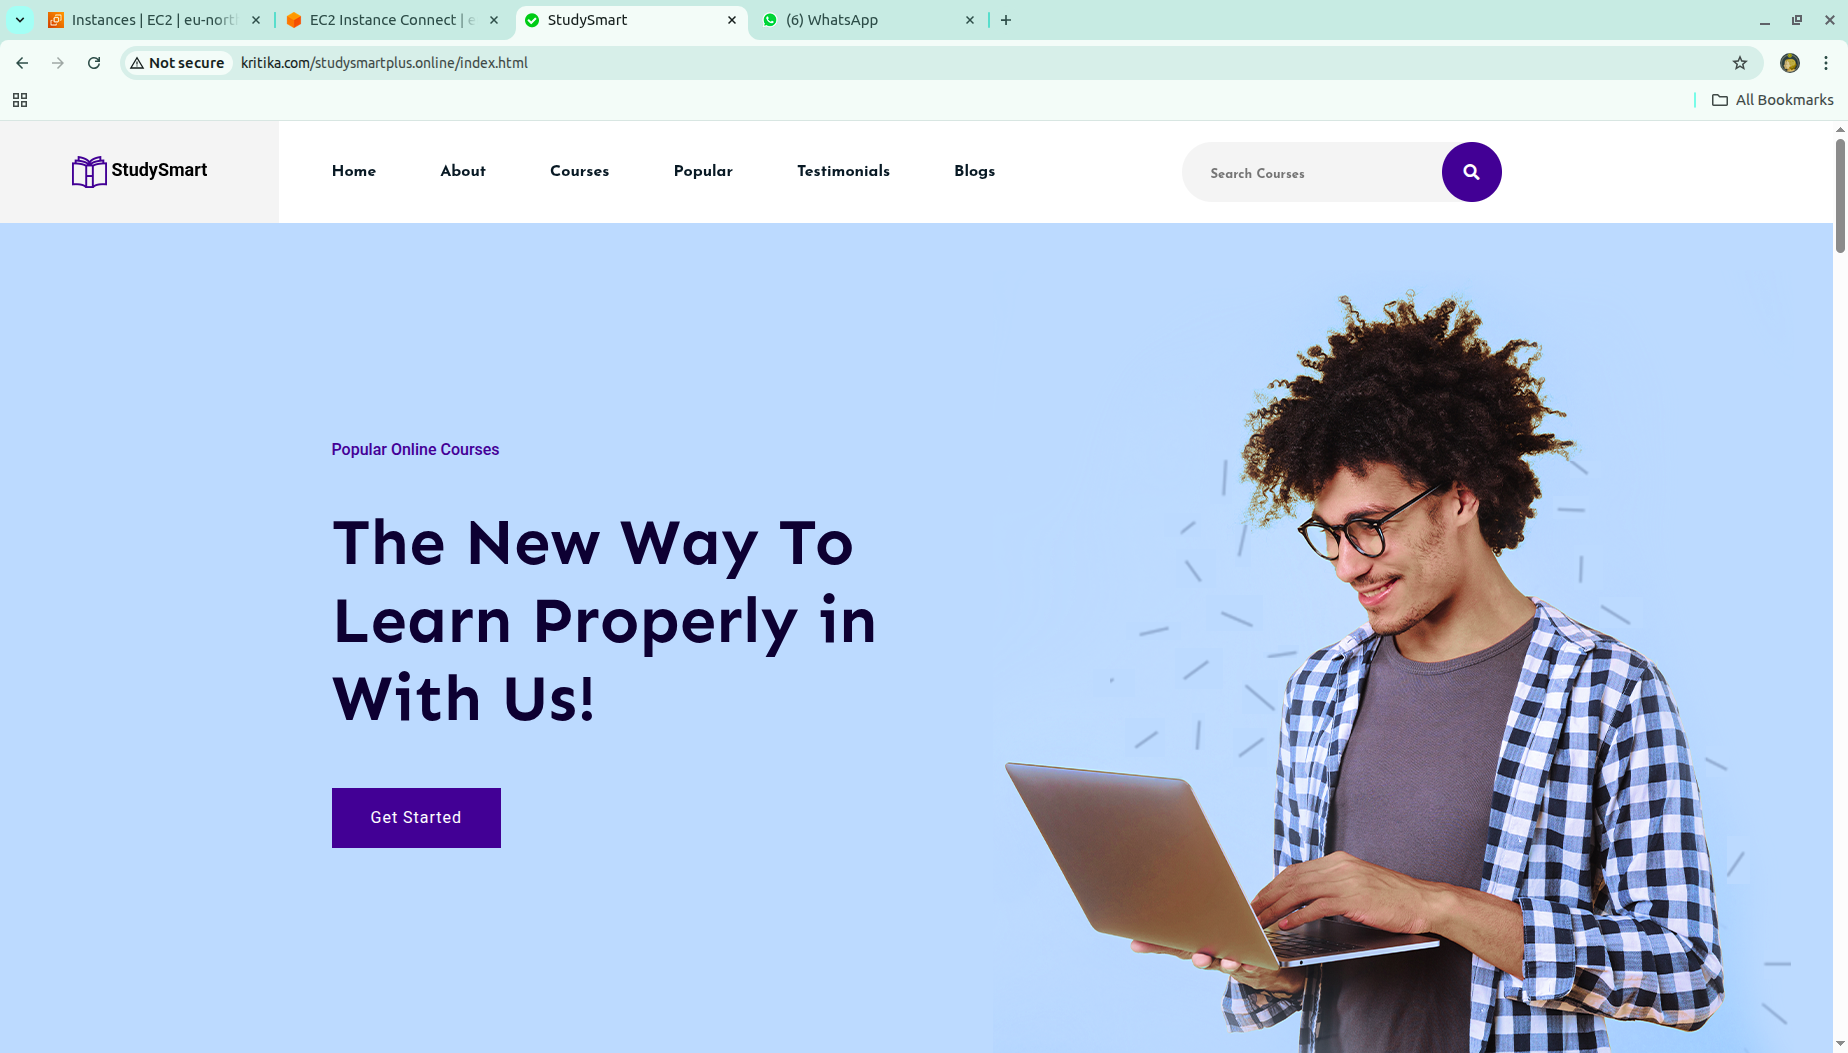 Instances | EC2 | eu-nort
EC2 Instance Connect | e
StudySmart
(6) WhatsApp
Not secure
kritika.com/studysmartplus.online/index.html
All Bookmarks
StudySmart
Home
About
Courses
Popular
Testimonials
Blogs
Search Courses
Popular Online Courses
The New Way To
Learn Properly in
With Us!
Get Started